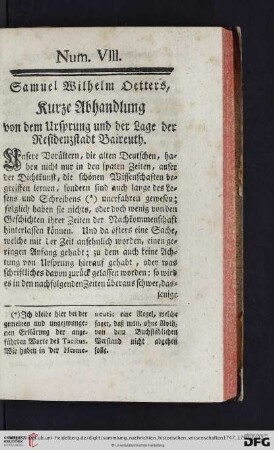 Num. VIII.
Samuel Wilhelm Oetters,
Kurze Abhandlung
von dem Ursprung und der Lage der
Residenzstadt Baireuth.
Unsere Vorältern, die alten Deutschen, ha-
ben nicht nur in den spaten Zeiten, ausser
der Dichtkunst, die schönen Wissenschaften be-
greiffen lernen, sondern sind auch lange des Le-
sens und Schreibens (*) unerfahren gewesen;
folglich haben sie nichts, oder doch wenig von den
Geschichten ihrer Zeiten der Nachkommenschaft
hinterlassen können. Und da öfters eine Sache,
welche mit der Zeit ansehnlich worden, einen ge-
ringen Anfang gehabt; zu dem auch keine Ach-
tung von Ursprung hierauf gehabt, oder was
schriftliches davon zurück gelassen worden: so wird
es in den nachfolgenden Zeiten überaus schwer, das-
jenige
(*) Ich bleibe hier bei der
gemeinen und ungezwunge-
nen Erklärung der ange-
führten Worte des Tacitus.
Wir haben in der Herme-
nevtic eine Regel, welche
saget, daß man, ohne Noth,
von dem Buchstäblichen
Verstand nicht abgehen
solle.
DFG